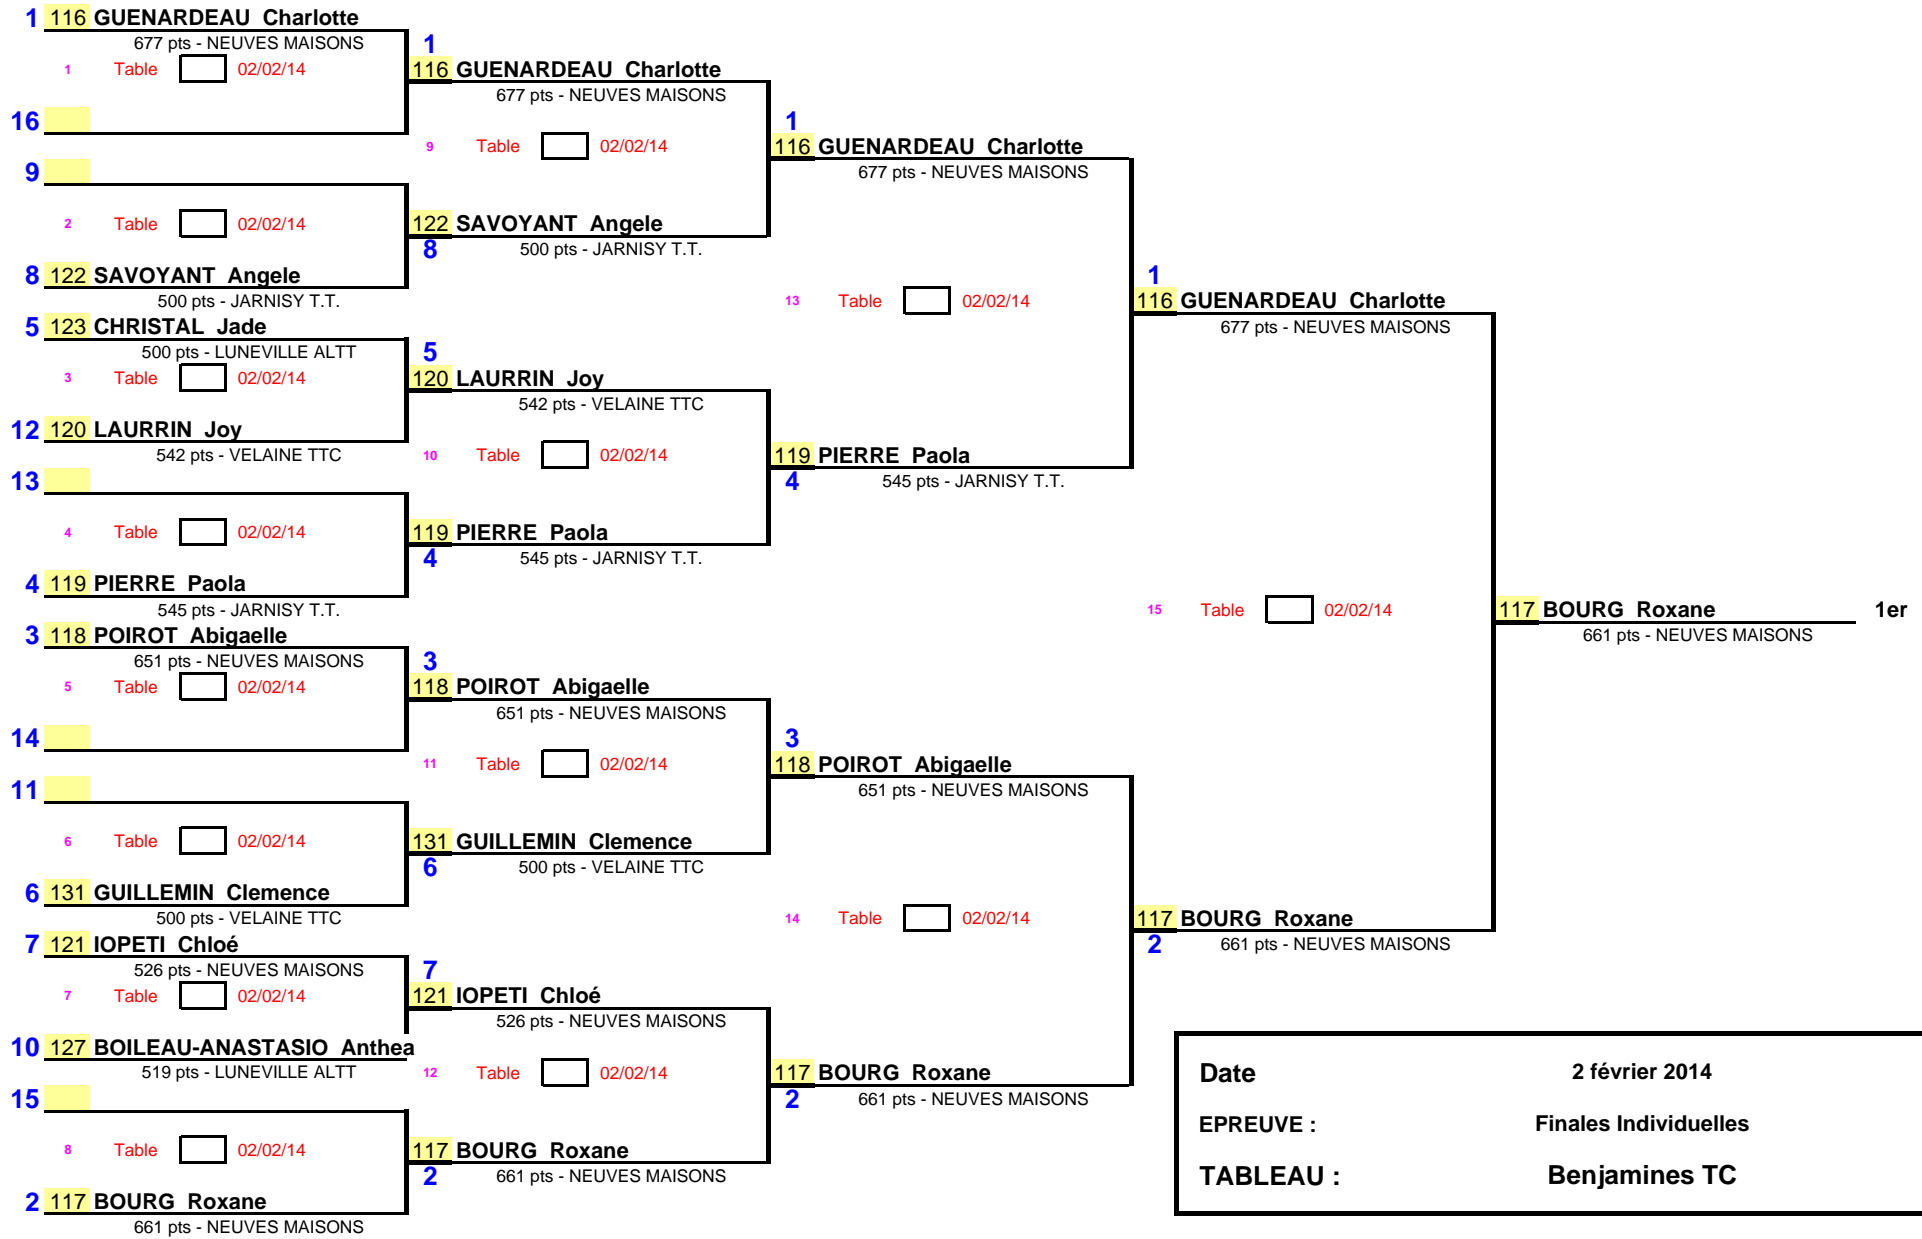 1 116 GUENARDEAU Charlotte
677 pts - NEUVES MAISONS
1 Table 02/02/14
16
9
2 Table 02/02/14
8 122 SAVOYANT Angele
500 pts - JARNISY T.T.
5 123 CHRISTAL Jade
500 pts - LUNEVILLE ALTT
3 Table 02/02/14
12 120 LAURRIN Joy
542 pts - VELAINE TTC
13
4 Table 02/02/14
4 119 PIERRE Paola
545 pts - JARNISY T.T.
3 118 POIROT Abigaelle
651 pts - NEUVES MAISONS
5 Table 02/02/14
14
11
6 Table 02/02/14
6 131 GUILLEMIN Clemence
500 pts - VELAINE TTC
7 121 IOPETI Chloé
526 pts - NEUVES MAISONS
7 Table 02/02/14
10 127 BOILEAU-ANASTASIO Anthea
519 pts - LUNEVILLE ALTT
15
8 Table 02/02/14
2 117 BOURG Roxane
661 pts - NEUVES MAISONS
1
116 GUENARDEAU Charlotte
677 pts - NEUVES MAISONS
9 Table 02/02/14
122 SAVOYANT Angele
8
500 pts - JARNISY T.T.
5
120 LAURRIN Joy
542 pts - VELAINE TTC
10 Table 02/02/14
119 PIERRE Paola
4
545 pts - JARNISY T.T.
3
118 POIROT Abigaelle
651 pts - NEUVES MAISONS
11 Table 02/02/14
131 GUILLEMIN Clemence
6
500 pts - VELAINE TTC
7
121 IOPETI Chloé
526 pts - NEUVES MAISONS
12 Table 02/02/14
117 BOURG Roxane
2
661 pts - NEUVES MAISONS
1
116 GUENARDEAU Charlotte
677 pts - NEUVES MAISONS
13 Table 02/02/14
119 PIERRE Paola
4
545 pts - JARNISY T.T.
3
118 POIROT Abigaelle
651 pts - NEUVES MAISONS
14 Table 02/02/14
117 BOURG Roxane
2
661 pts - NEUVES MAISONS
1
116 GUENARDEAU Charlotte
677 pts - NEUVES MAISONS
15 Table 02/02/14
117 BOURG Roxane
2
661 pts - NEUVES MAISONS
117 BOURG Roxane 1er
661 pts - NEUVES MAISONS
Date 2 février 2014
EPREUVE : Finales Individuelles
TABLEAU : Benjamines TC